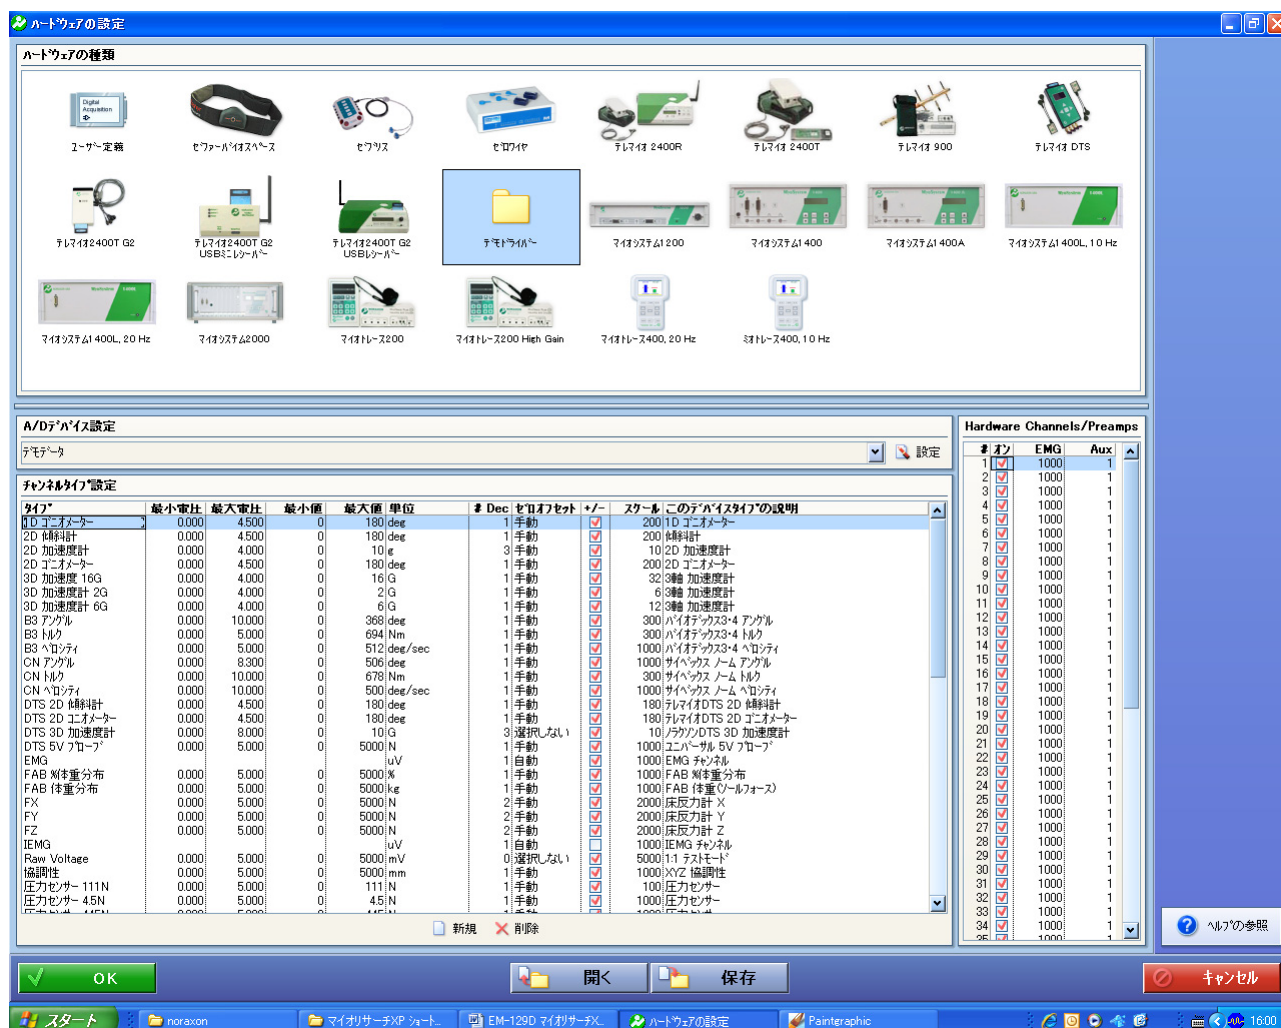 ハードウェアの設定
ハードウェアの種類
Digital
Acquisition
ユーザー定義
ゼファーバイオスペース
ゼブリス
ゼロワイヤ
テレマイオ 2400R
テレマイオ 2400T
テレマイオ 900
テレマイオ DTS
テレマイオ2400T G2
テレマイオ2400T G2
USBミニレシーバー
テレマイオ2400T G2
USBレシーバー
デモドライバー
マイオシステム1200
マイオシステム1400
マイオシステム1400A
マイオシステム1400L, 10 Hz
マイオシステム1400L, 20 Hz
マイオシステム2000
マイオトレース200
マイオトレース200 High Gain
マイオトレース400, 20 Hz
ミオトレース400, 10 Hz
A/Dデバイス設定
デモデータ
設定
チャンネルタイプ設定
タイプ 最小電圧 最大電圧 最小値 最大値 単位 # Dec ゼロオフセット +/- スケール このデバイスタイプの説明
1D ゴニオメーター 0.000 4.500 0 180 deg 1 手動 200 1D ゴニオメーター
2D 傾斜計 0.000 4.500 0 180 deg 1 手動 200 傾斜計
2D 加速度計 0.000 4.000 0 10 g 3 手動 10 2D 加速度計
2D ゴニオメーター 0.000 4.500 0 180 deg 1 手動 200 2D ゴニオメーター
3D 加速度 16G 0.000 4.000 0 16 G 1 手動 32 3軸 加速度計
3D 加速度計 2G 0.000 4.000 0 2 G 1 手動 6 3軸 加速度計
3D 加速度計 6G 0.000 4.000 0 6 G 1 手動 12 3軸 加速度計
B3 アングル 0.000 10.000 0 368 deg 1 手動 300 バイオデックス3・4 アングル
B3 トルク 0.000 5.000 0 694 Nm 1 手動 300 バイオデックス3・4 トルク
B3 ベロシティ 0.000 5.000 0 512 deg/sec 1 手動 1000 バイオデックス3・4 ベロシティ
CN アングル 0.000 8.300 0 506 deg 1 手動 1000 サイベックス ノーム アングル
CN トルク 0.000 10.000 0 678 Nm 1 手動 300 サイベックス ノーム トルク
CN ベロシティ 0.000 10.000 0 500 deg/sec 1 手動 1000 サイベックス ノーム ベロシティ
DTS 2D 傾斜計 0.000 4.500 0 180 deg 1 手動 180 テレマイオDTS 2D 傾斜計
DTS 2D ゴニオメーター 0.000 4.500 0 180 deg 1 手動 180 テレマイオDTS 2D ゴニオメーター
DTS 3D 加速度計 0.000 8.000 0 10 G 3 選択しない 10 ノラクソンDTS 3D 加速度計
DTS 5V プローブ 0.000 5.000 0 5000 N 1 手動 1000 ユニバーサル 5V プローブ
EMG uV 1 自動 1000 EMG チャンネル
FAB %体重分布 0.000 5.000 0 5000 % 1 手動 1000 FAB %体重分布
FAB 体重分布 0.000 5.000 0 5000 kg 1 手動 1000 FAB 体重(ソールフォース)
FX 0.000 5.000 0 5000 N 2 手動 2000 床反力計 X
FY 0.000 5.000 0 5000 N 2 手動 2000 床反力計 Y
FZ 0.000 5.000 0 5000 N 2 手動 2000 床反力計 Z
IEMG uV 1 自動 1000 IEMG チャンネル
Raw Voltage 0.000 5.000 0 5000 mV 0 選択しない 5000 1:1 テストモード
協調性 0.000 5.000 0 5000 mm 1 手動 1000 XYZ 協調性
圧力センサー 111N 0.000 5.000 0 111 N 1 手動 100 圧力センサー
圧力センサー 4.5N 0.000 5.000 0 4.5 N 1 手動 1000 圧力センサー
新規 削除
Hardware Channels/Preamps
# オン EMG Aux
1 1000 1
2 1000 1
3 1000 1
4 1000 1
5 1000 1
6 1000 1
7 1000 1
8 1000 1
9 1000 1
10 1000 1
11 1000 1
12 1000 1
13 1000 1
14 1000 1
15 1000 1
16 1000 1
17 1000 1
18 1000 1
19 1000 1
20 1000 1
21 1000 1
22 1000 1
23 1000 1
24 1000 1
25 1000 1
26 1000 1
27 1000 1
28 1000 1
29 1000 1
30 1000 1
31 1000 1
32 1000 1
33 1000 1
34 1000 1
35 1000 1
ヘルプの参照
OK
開く
保存
キャンセル
スタート
noraxon
マイオリサーチXP ショート...
EM-129D マイオリサーチX...
ハードウェアの設定
Paintgraphic
16:00